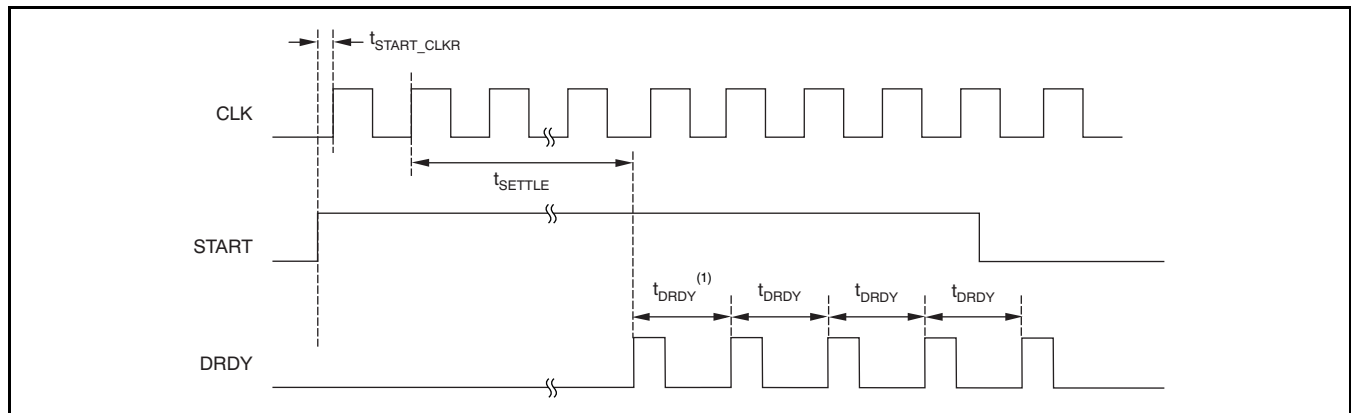 tSTART_CLKR
CLK
tSETTLE
START
tDRDY(1) tDRDY tDRDY tDRDY
DRDY